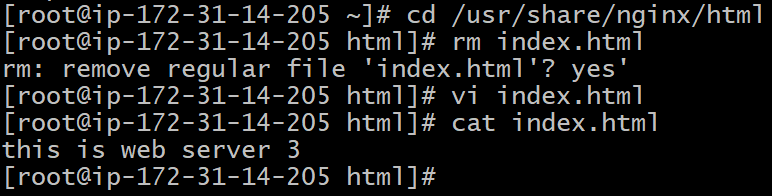 [root@ip-172-31-14-205 ~]# cd /usr/share/nginx/html
[root@ip-172-31-14-205 html]# rm index.html
rm: remove regular file 'index.html'? yes'
[root@ip-172-31-14-205 html]# vi index.html
[root@ip-172-31-14-205 html]# cat index.html
this is web server 3
[root@ip-172-31-14-205 html]#